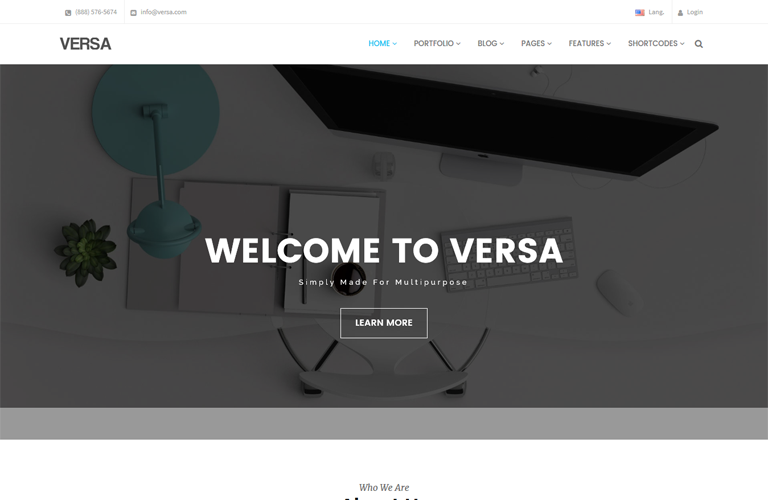 (888) 576-5674 info@versa.com Lang. Login
VERSA HOME PORTFOLIO BLOG PAGES FEATURES SHORTCODES
WELCOME TO VERSA
Simply Made For Multipurpose
LEARN MORE
Who We Are